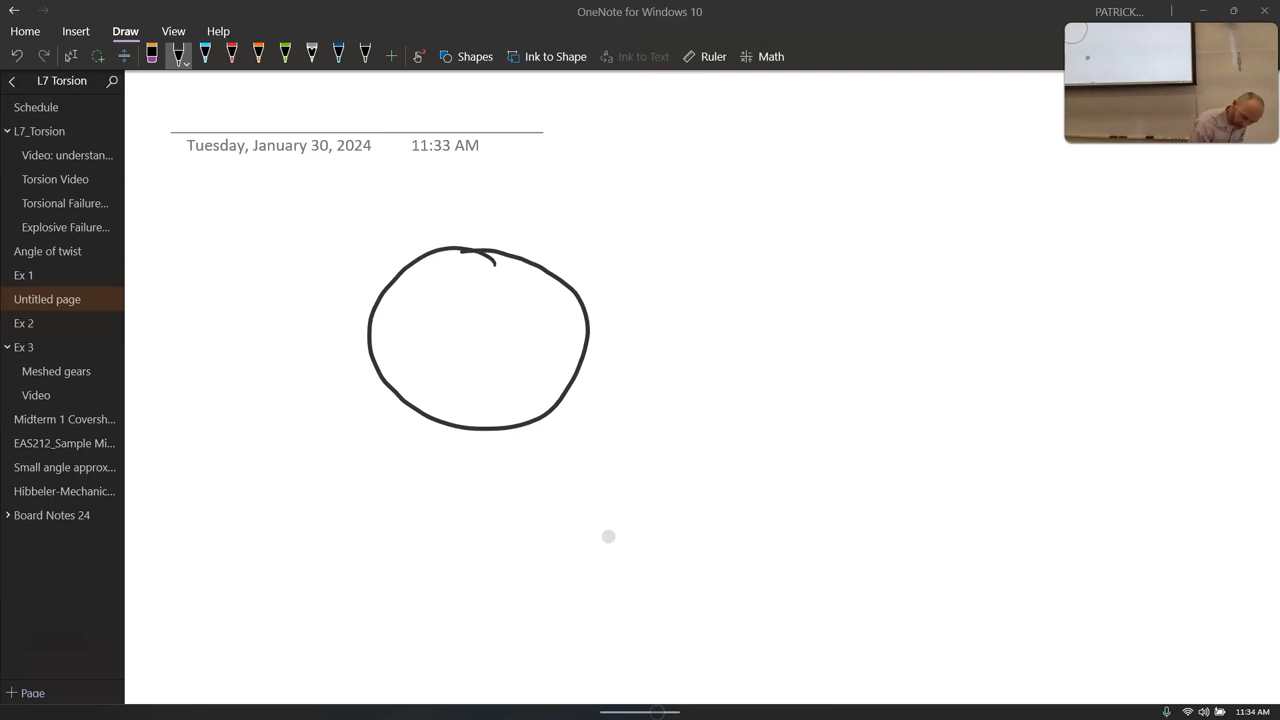 OneNote for Windows 10
PATRICK...
Home Insert Draw View Help
Shapes Ink to Shape Ink to Text Ruler Math
L7 Torsion
Schedule
L7_Torsion
Video: understan...
Torsion Video
Torsional Failure...
Explosive Failure...
Angle of twist
Ex 1
Untitled page
Ex 2
Ex 3
Meshed gears
Video
Midterm 1 Coversh...
EAS212_Sample Mi...
Small angle approx...
Hibbeler-Mechanic...
Board Notes 24
Page
Tuesday, January 30, 2024 11:33 AM
11:34 AM